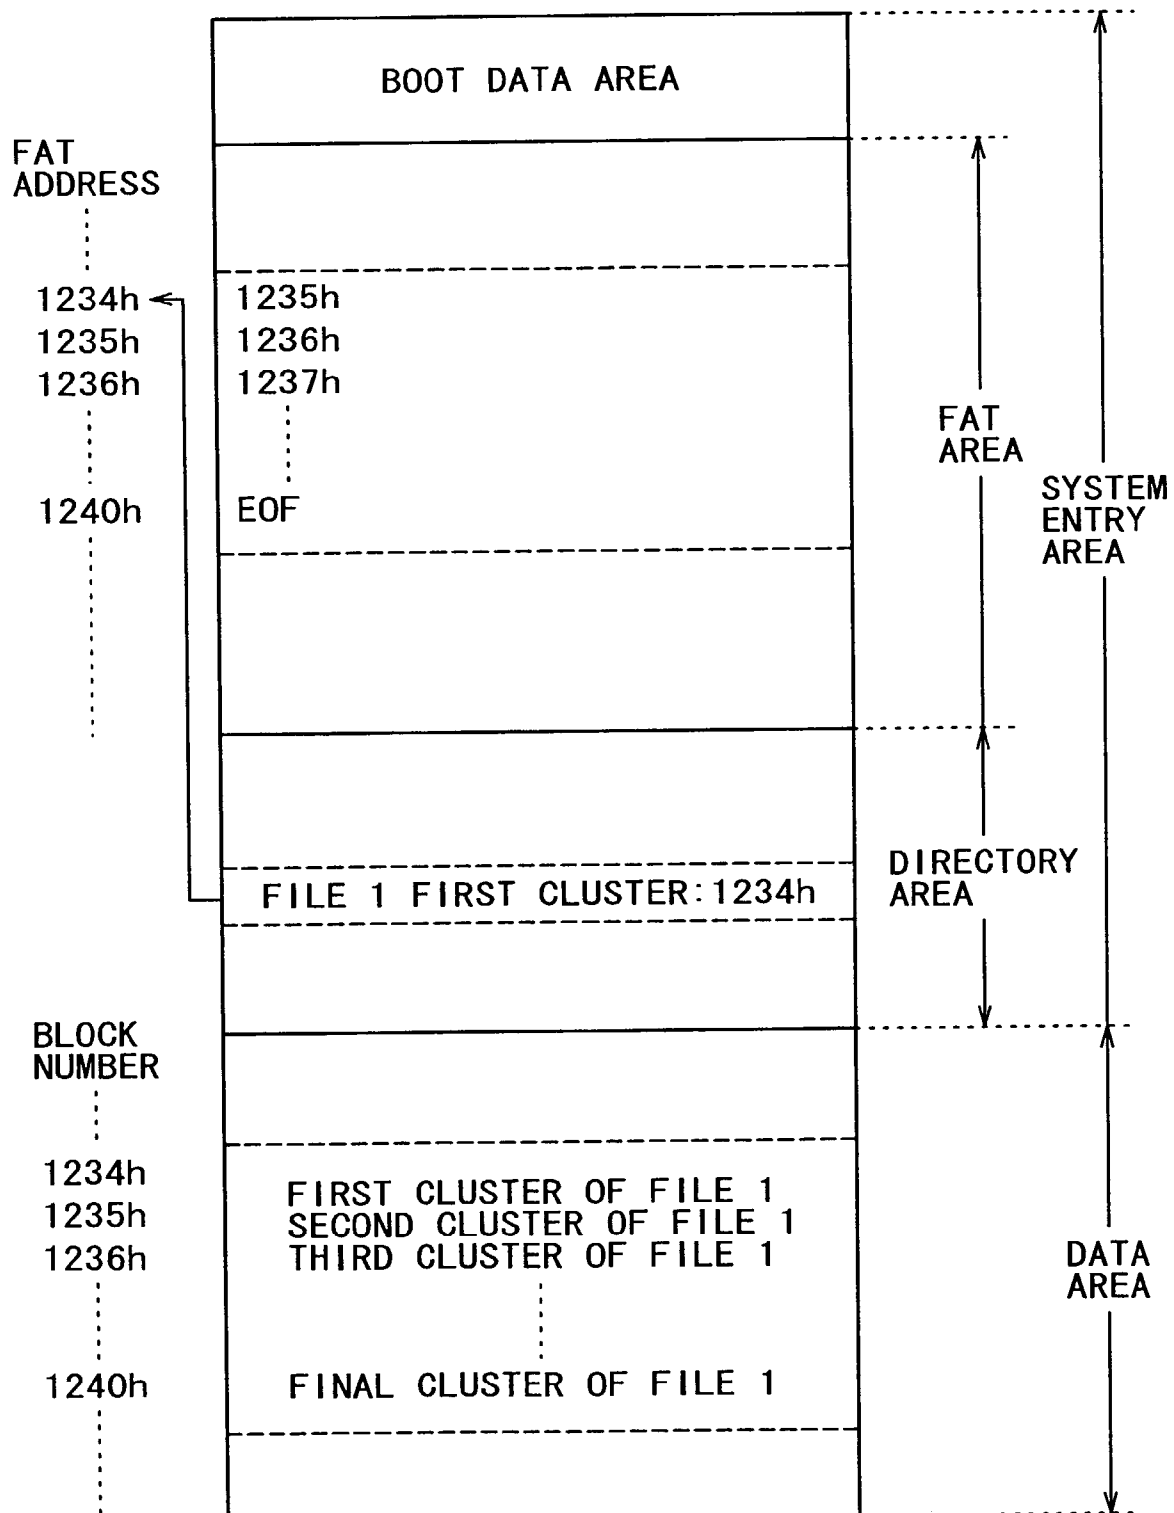 BOOT DATA AREA
FAT
ADDRESS
1234h 1235h
1235h 1236h
1236h 1237h
1240h EOF
FAT
AREA
SYSTEM
ENTRY
AREA
FILE 1 FIRST CLUSTER:1234h
DIRECTORY
AREA
BLOCK
NUMBER
1234h FIRST CLUSTER OF FILE 1
1235h SECOND CLUSTER OF FILE 1
1236h THIRD CLUSTER OF FILE 1
1240h FINAL CLUSTER OF FILE 1
DATA
AREA